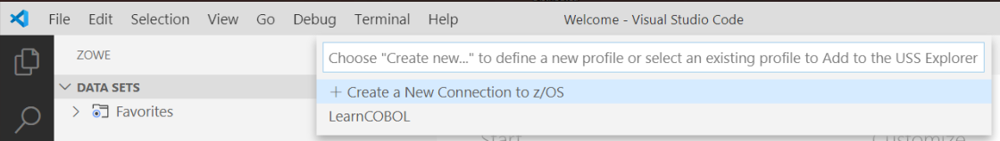 File Edit Selection View Go Debug Terminal Help Welcome - Visual Studio Code
ZOWE
Choose "Create new..." to define a new profile or select an existing profile to Add to the USS Explorer
+ Create a New Connection to z/OS
LearnCOBOL
DATA SETS
Favorites
Start
Customize